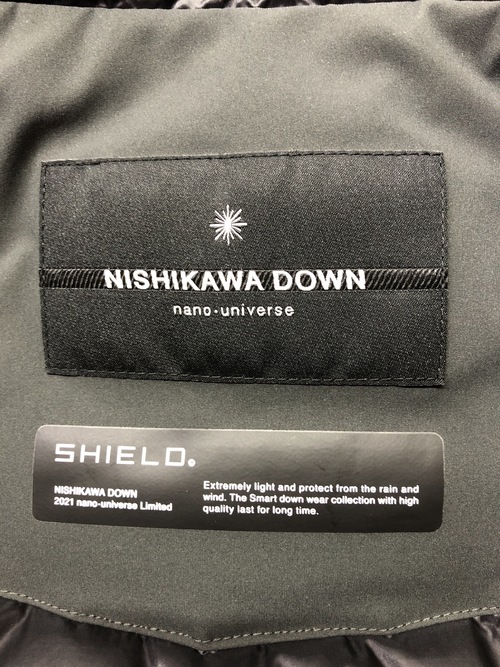 NISHIKAWA DOWN
nano·universe
SHIELD.
NISHIKAWA DOWN
2021 nano·universe Limited
Extremely light and protect from the rain and
wind. The Smart down wear collection with high
quality last for long time.